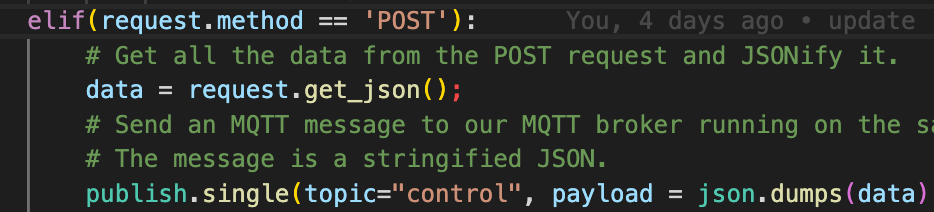 elif(request.method == 'POST'): You, 4 days ago • update
# Get all the data from the POST request and JSONify it.
data = request.get_json();
# Send an MQTT message to our MQTT broker running on the
# The message is a stringified JSON.
publish.single(topic="control", payload = json.dumps(data)